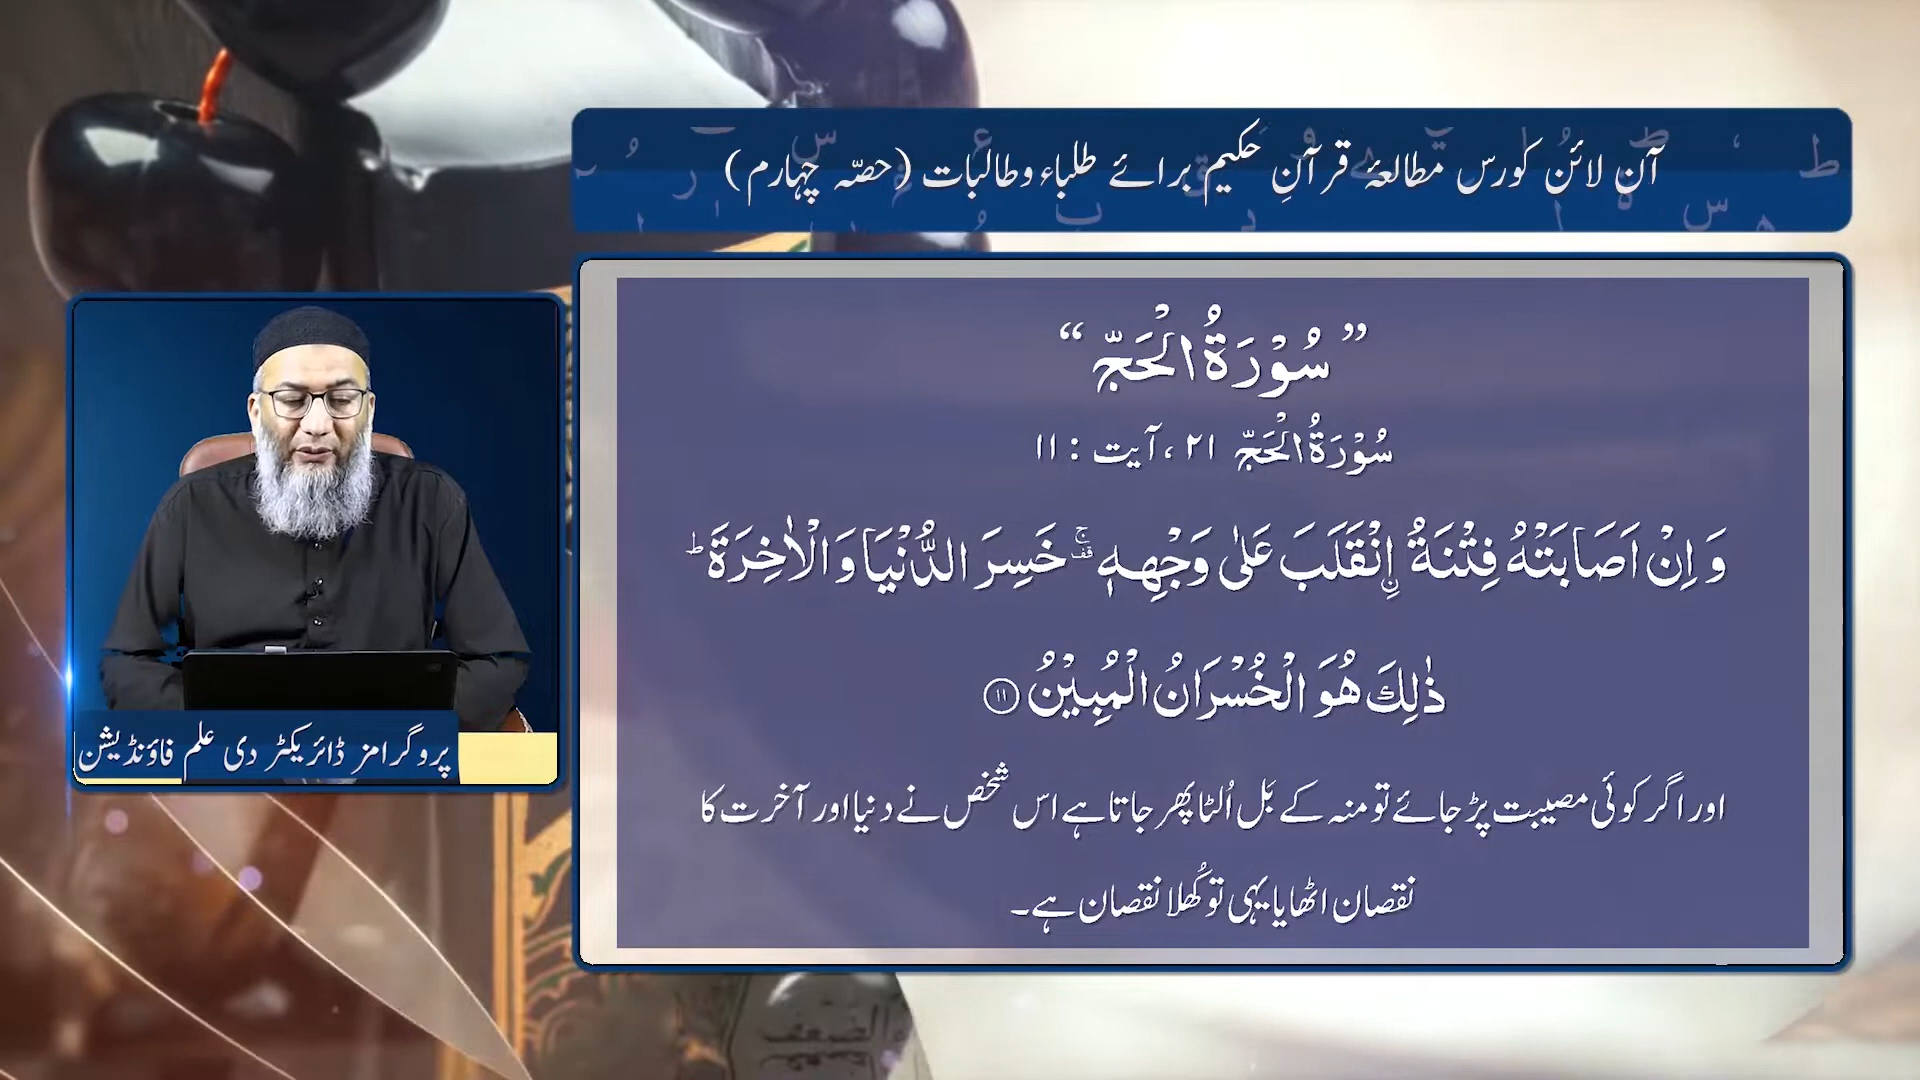 آن لائن کورس مطالعۂ قرآنِ حکیم برائے طلباء و طالبات (حصّہ چہارم)
”سُوْرَۃُ الْحَجِّ“
سُوْرَۃُ الْحَجِّ ۲۱ ، آیت : ۱۱
وَ اِنْ اَصَابَتْهُ فِتْنَةُ اِ۟نْقَلَبَ عَلٰى وَجْهِهٖ ۚ۫ خَسِرَ الدُّنْيَا وَ الْاٰخِرَةَ ؕ
ذٰلِكَ هُوَ الْخُسْرَانُ الْمُبِيْنُ ۝۱۱
اور اگر کوئی مصیبت پڑ جائے تو منہ کے بَل اُلٹا پھر جاتا ہے اس شخص نے دنیا اور آخرت کا
نقصان اٹھایا یہی تو کُھلا نقصان ہے۔
پروگرامز ڈائریکٹر دی علم فاؤنڈیشن